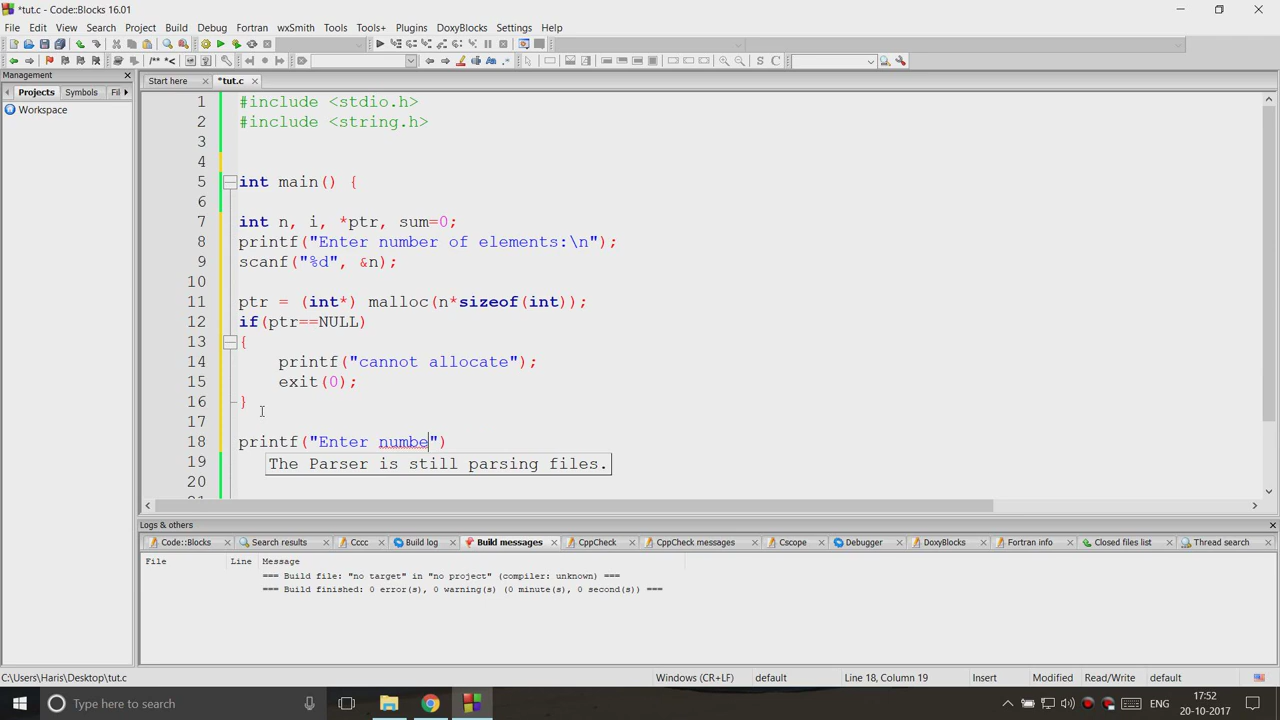 *tut.c - Code::Blocks 16.01
File Edit View Search Project Build Debug Fortran wxSmith Tools Tools+ Plugins DoxyBlocks Settings Help
/** *<
S C
Management
Start here *tut.c
Projects Symbols Fil
Workspace
1 #include <stdio.h>
2 #include <string.h>
3
4
5 int main() {
6
7 int n, i, *ptr, sum=0;
8 printf("Enter number of elements:\n");
9 scanf("%d", &n);
10
11 ptr = (int*) malloc(n*sizeof(int));
12 if(ptr==NULL)
13 {
14 printf("cannot allocate");
15 exit(0);
16 }
17
18 printf("Enter numbe")
19 The Parser is still parsing files.
20
21
Logs & others
Code::Blocks Search results Cccc Build log Build messages CppCheck CppCheck messages Cscope Debugger DoxyBlocks Fortran info Closed files list Thread search
File Line Message
=== Build file: "no target" in "no project" (compiler: unknown) ===
=== Build finished: 0 error(s), 0 warning(s) (0 minute(s), 0 second(s)) ===
C:\Users\Haris\Desktop\tut.c Windows (CR+LF) default Line 18, Column 19 Insert Modified Read/Write default
Type here to search
ENG
17:52
20-10-2017